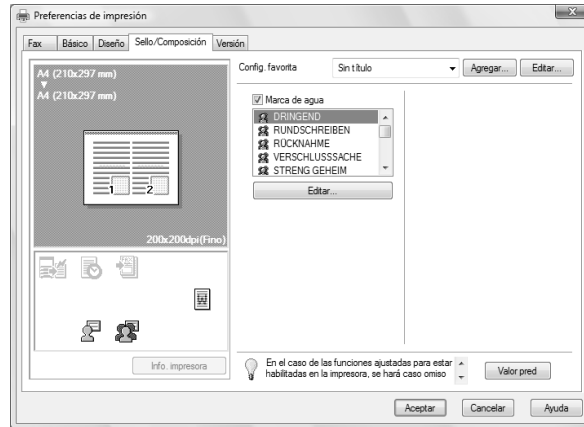 Preferencias de impresión
Fax Básico Diseño Sello/Composición Versión
A4 (210x297 mm)
A4 (210x297 mm)
1 2
200x200dpi(Fino)
Info. impresora
Config. favorita Sin título Agregar... Editar...
Marca de agua
DRINGEND
RUNDSCHREIBEN
RÜCKNAHME
VERSCHLUSSSACHE
STRENG GEHEIM
Editar...
En el caso de las funciones ajustadas para estar
habilitadas en la impresora, se hará caso omiso
Valor pred
Aceptar Cancelar Ayuda